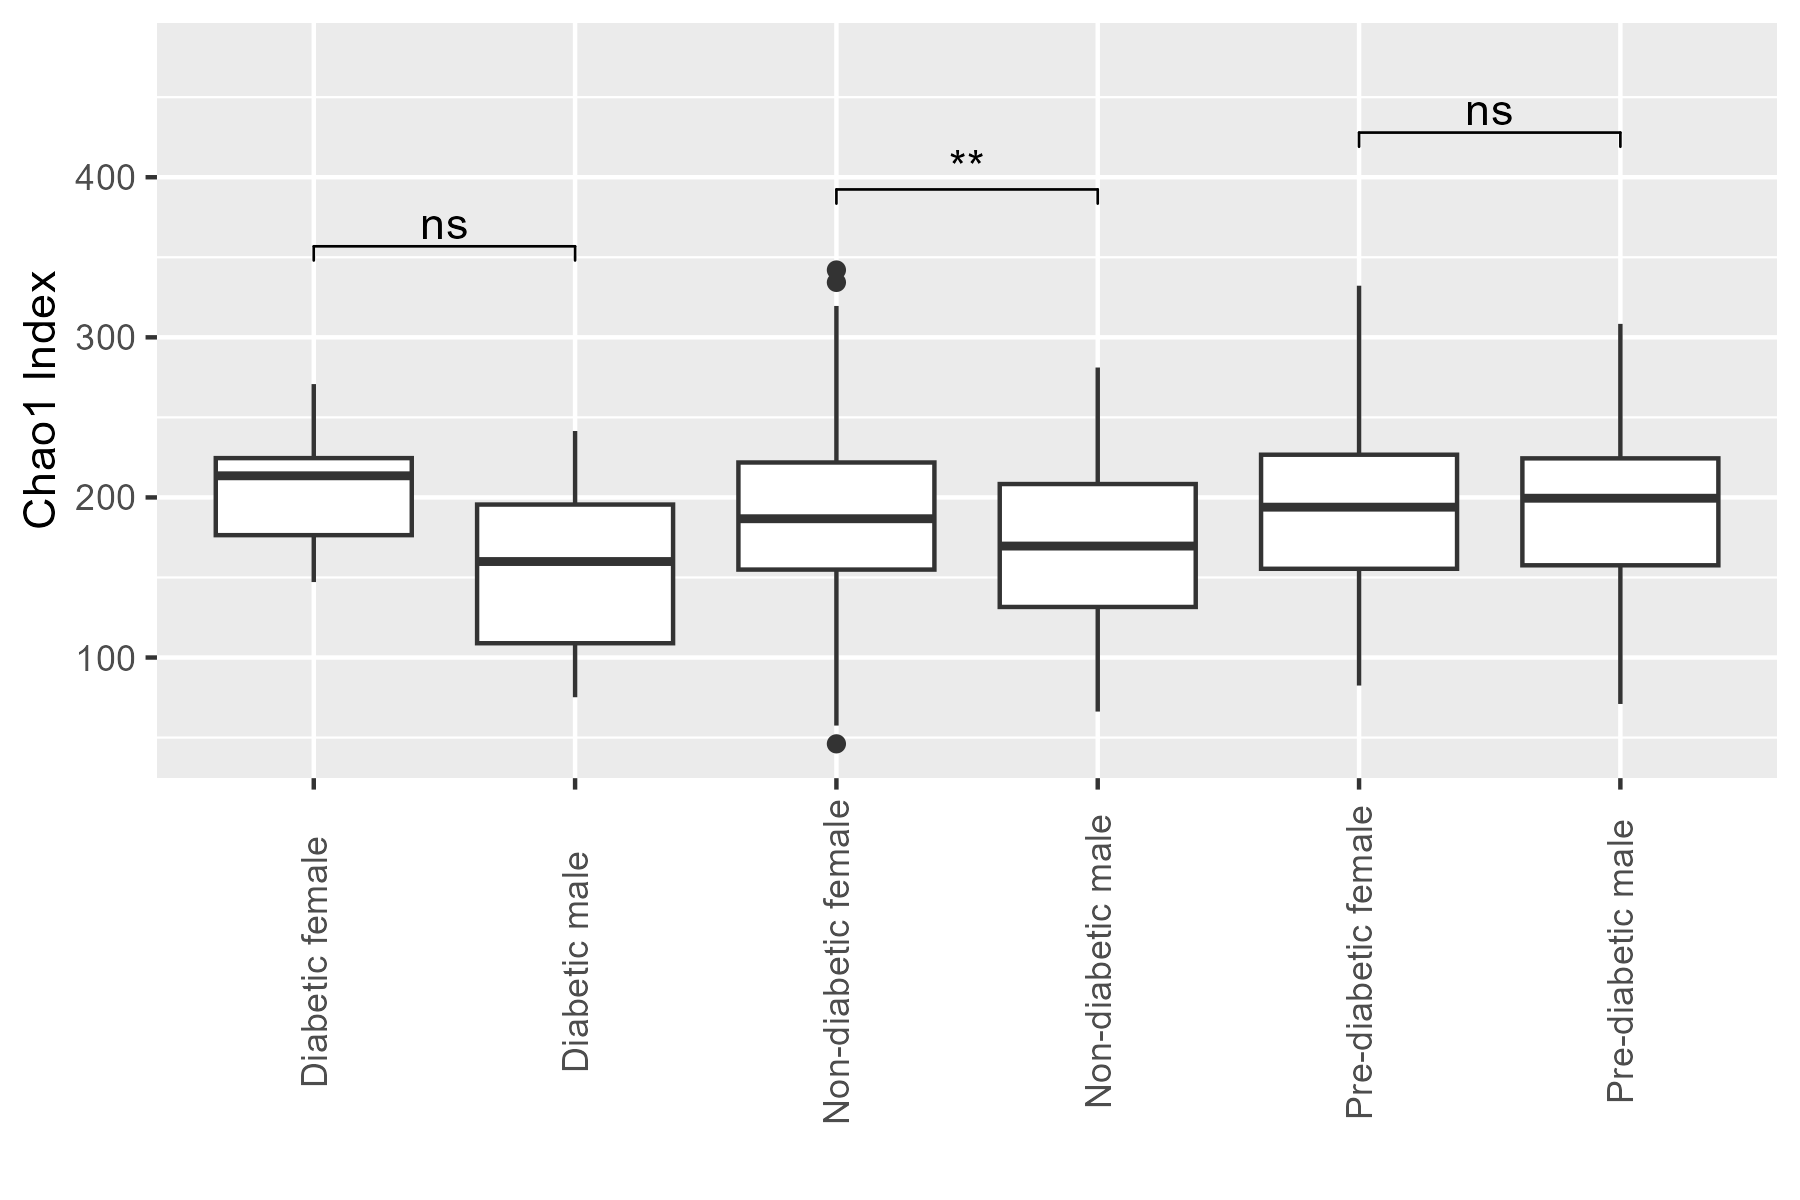 ns
**
ns
400
300
200
100
Chao1 Index
Diabetic female
Diabetic male
Non-diabetic female
Non-diabetic male
Pre-diabetic female
Pre-diabetic male